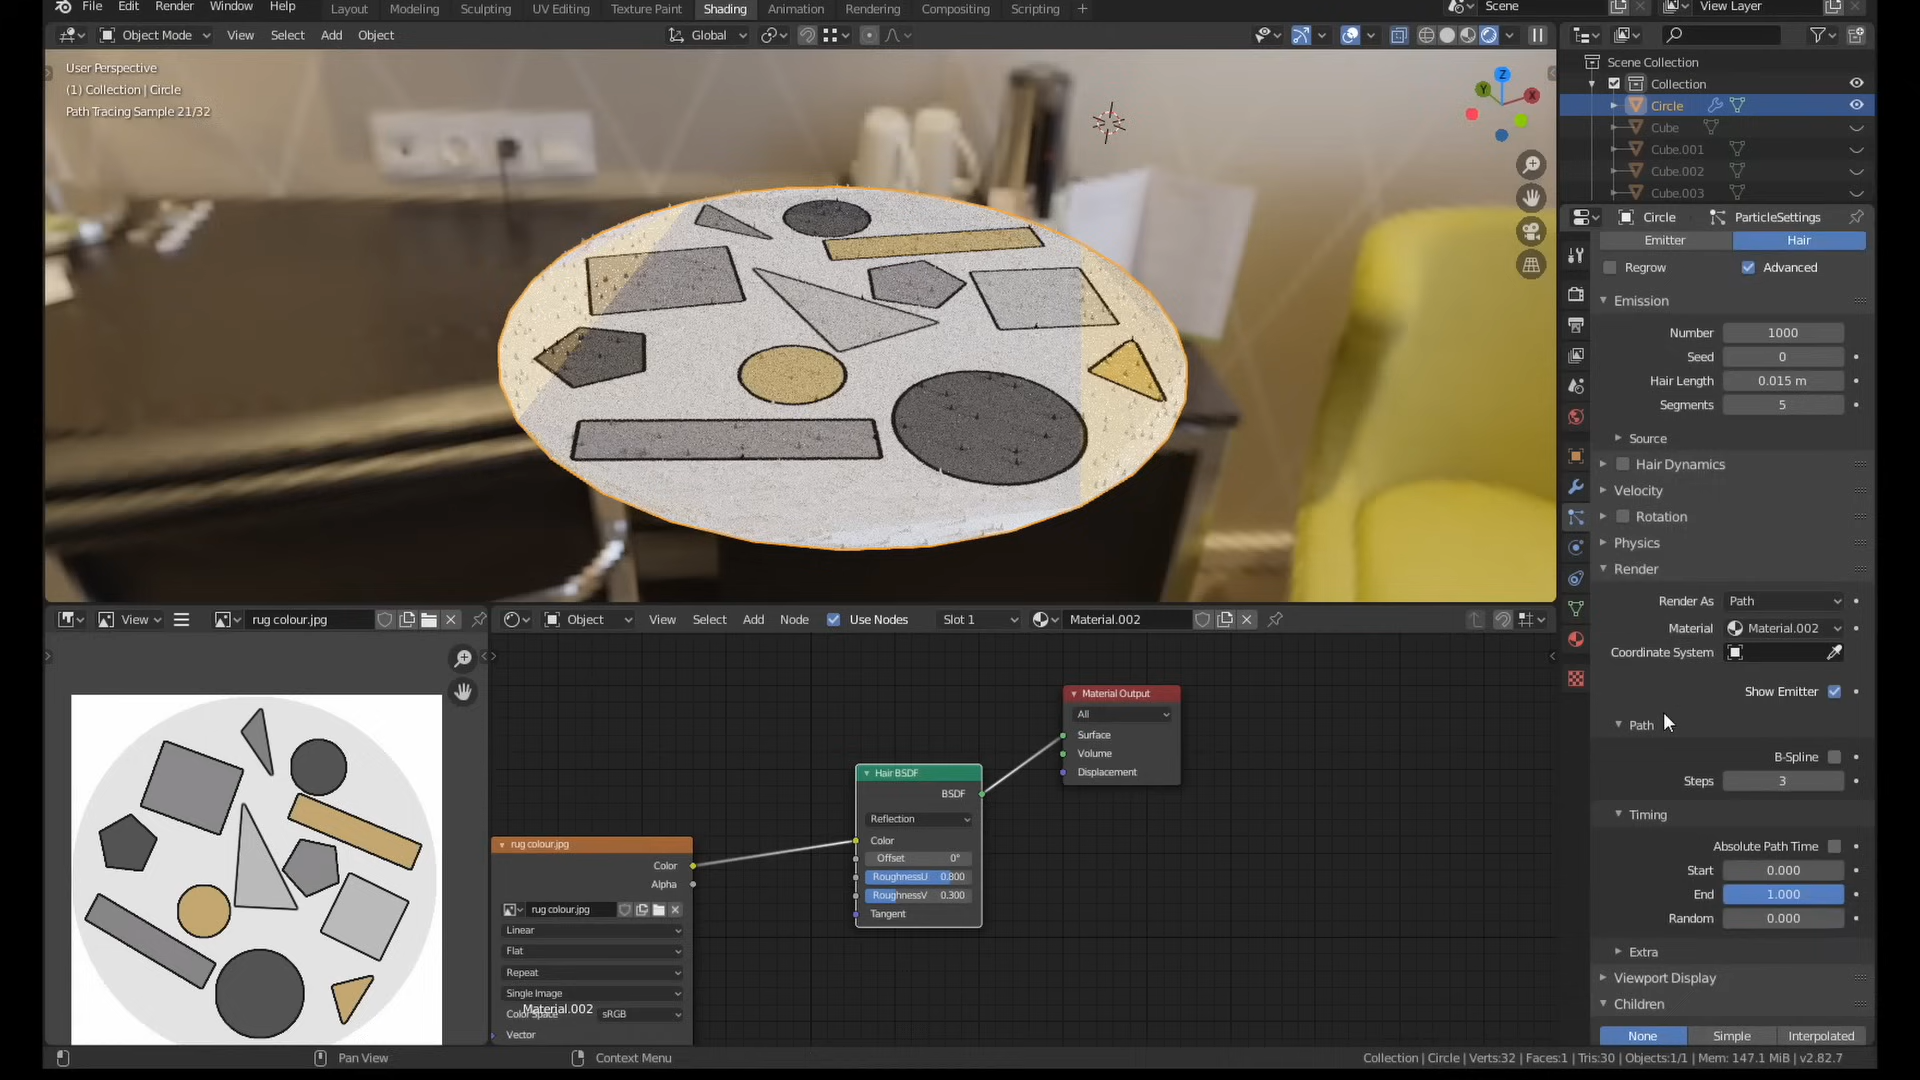 File Edit Render Window Help Layout Modeling Sculpting UV Editing Texture Paint Shading Animation Rendering Compositing Scripting + Scene View Layer
Object Mode View Select Add Object Global
User Perspective
(1) Collection | Circle
Path Tracing Sample 21/32
Z
Y
X
Scene Collection
Collection
Circle
Cube
Cube.001
Cube.002
Cube.003
Circle ParticleSettings
Emitter Hair
Regrow Advanced
Emission
Number 1000
Seed 0
Hair Length 0.015 m
Segments 5
Source
Hair Dynamics
Velocity
Rotation
Physics
Render
Render As Path
Material Material.002
Coordinate System
Show Emitter
Path
B-Spline
Steps 3
Timing
Absolute Path Time
Start 0.000
End 1.000
Random 0.000
Extra
Viewport Display
Children
None Simple Interpolated
View rug colour.jpg
Object View Select Add Node Use Nodes Slot 1 Material.002
Material Output
All
Surface
Volume
Displacement
Hair BSDF
BSDF
Reflection
Color
Offset 0°
RoughnessU 0.800
RoughnessV 0.300
Tangent
rug colour.jpg
Color
Alpha
rug colour.jpg
Linear
Flat
Repeat
Single Image
Material.002
Color Space sRGB
Vector
Pan View Context Menu Collection | Circle | Verts:32 | Faces:1 | Tris:30 | Objects:1/1 | Mem: 147.1 MiB | v2.82.7